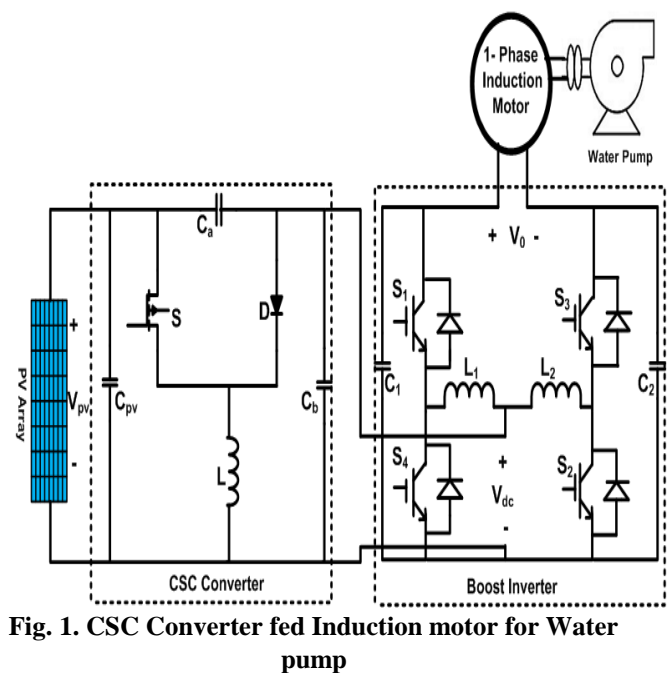 1- Phase
Induction
Motor
Water Pump
+ V0 -
Ca
S1
S3
S
D
+
PV Array
Vpv
-
Cpv
Cb
C1
L1
L2
C2
L
S4
+
Vdc
-
S2
CSC Converter
Boost Inverter
Fig. 1. CSC Converter fed Induction motor for Water
pump